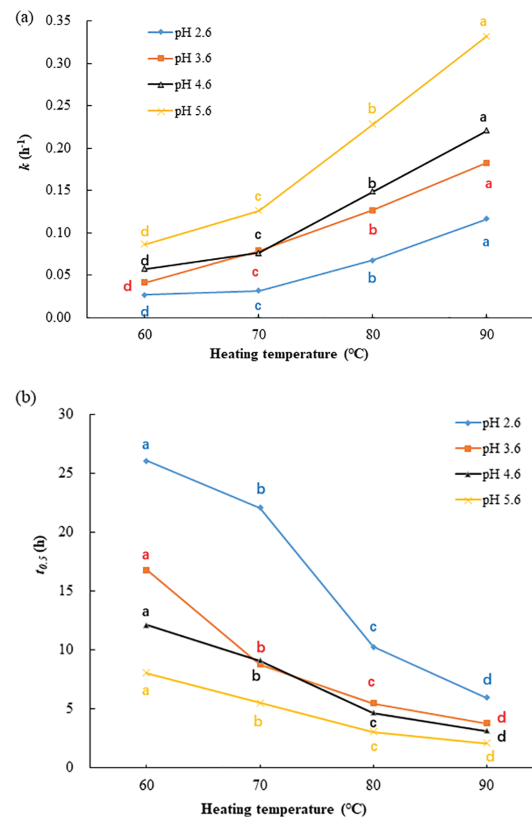 (a)
0.35
0.30
0.25
0.20
0.15
0.10
0.05
0.00
k (h-1)
pH 2.6
pH 3.6
pH 4.6
pH 5.6
d
c
b
a
d
c
b
a
d
c
b
a
d
c
b
a
60
70
80
90
Heating temperature (℃)
(b)
30
25
20
15
10
5
0
t0.5 (h)
pH 2.6
pH 3.6
pH 4.6
pH 5.6
a
b
c
d
a
b
c
d
a
b
c
d
a
b
c
d
60
70
80
90
Heating temperature (℃)